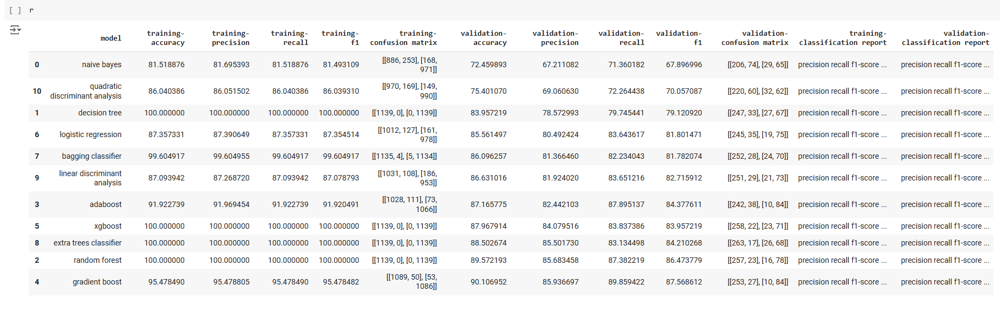 [ ] r
model training-accuracy training-precision training-recall training-f1 training-confusion matrix validation-accuracy validation-precision validation-recall validation-f1 validation-confusion matrix training-classification report validation-classification report
0 naive bayes 81.518876 81.695393 81.518876 81.493109 [[886, 253], [168, 971]] 72.459893 67.211082 71.360182 67.896996 [[206, 74], [29, 65]] precision recall f1-score ... precision recall f1-score ...
10 quadratic discriminant analysis 86.040386 86.051502 86.040386 86.039310 [[970, 169], [149, 990]] 75.401070 69.060630 72.264438 70.057087 [[220, 60], [32, 62]] precision recall f1-score ... precision recall f1-score ...
1 decision tree 100.000000 100.000000 100.000000 100.000000 [[1139, 0], [0, 1139]] 83.957219 78.572993 79.745441 79.120920 [[247, 33], [27, 67]] precision recall f1-score ... precision recall f1-score ...
6 logistic regression 87.357331 87.390649 87.357331 87.354514 [[1012, 127], [161, 978]] 85.561497 80.492424 83.643617 81.801471 [[245, 35], [19, 75]] precision recall f1-score ... precision recall f1-score ...
7 bagging classifier 99.604917 99.604955 99.604917 99.604917 [[1135, 4], [5, 1134]] 86.096257 81.366460 82.234043 81.782074 [[252, 28], [24, 70]] precision recall f1-score ... precision recall f1-score ...
9 linear discriminant analysis 87.093942 87.268720 87.093942 87.078793 [[1031, 108], [186, 953]] 86.631016 81.924020 83.651216 82.715912 [[251, 29], [21, 73]] precision recall f1-score ... precision recall f1-score ...
3 adaboost 91.922739 91.969454 91.922739 91.920491 [[1028, 111], [73, 1066]] 87.165775 82.442103 87.895137 84.377611 [[242, 38], [10, 84]] precision recall f1-score ... precision recall f1-score ...
5 xgboost 100.000000 100.000000 100.000000 100.000000 [[1139, 0], [0, 1139]] 87.967914 84.079516 83.837386 83.957219 [[258, 22], [23, 71]] precision recall f1-score ... precision recall f1-score ...
8 extra trees classifier 100.000000 100.000000 100.000000 100.000000 [[1139, 0], [0, 1139]] 88.502674 85.501730 83.134498 84.210268 [[263, 17], [26, 68]] precision recall f1-score ... precision recall f1-score ...
2 random forest 100.000000 100.000000 100.000000 100.000000 [[1139, 0], [0, 1139]] 89.572193 85.683458 87.382219 86.473779 [[257, 23], [16, 78]] precision recall f1-score ... precision recall f1-score ...
4 gradient boost 95.478490 95.478805 95.478490 95.478482 [[1089, 50], [53, 1086]] 90.106952 85.936697 89.859422 87.568612 [[253, 27], [10, 84]] precision recall f1-score ... precision recall f1-score ...